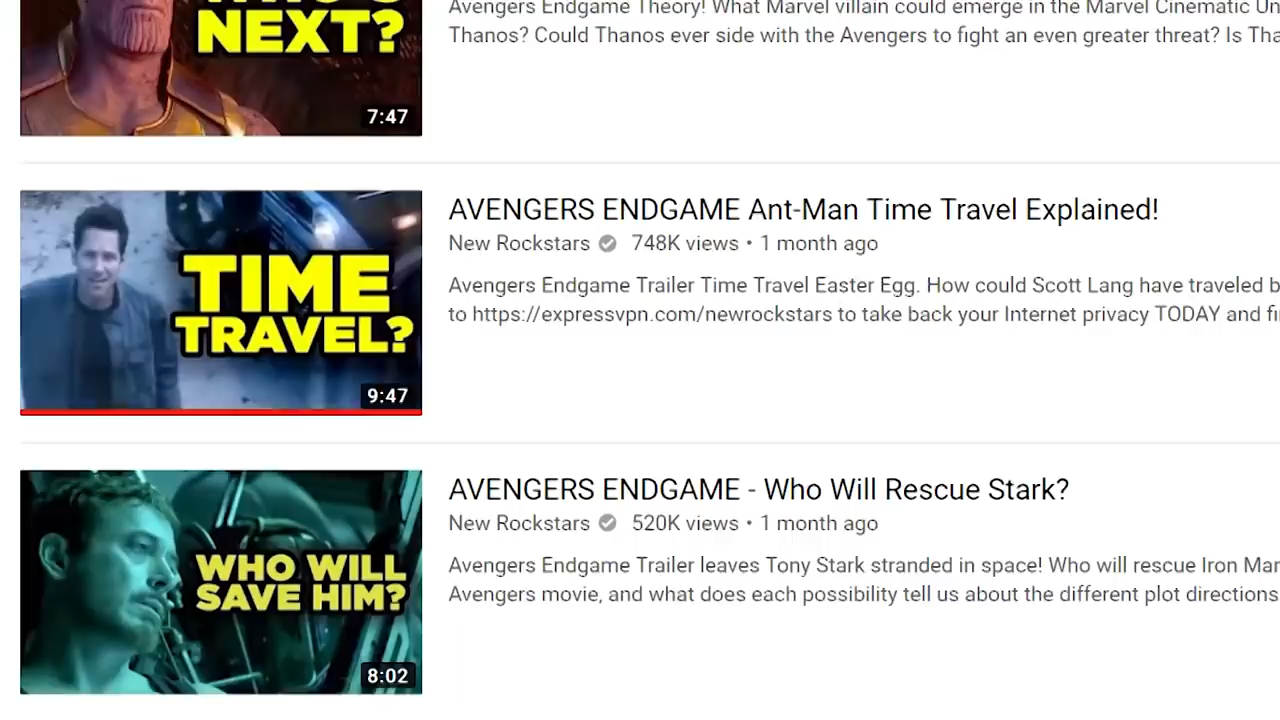 NEXT?
7:47
Avengers Endgame Theory! What Marvel villain could emerge in the Marvel Cinematic Un
Thanos? Could Thanos ever side with the Avengers to fight an even greater threat? Is Tha
TIME
TRAVEL?
9:47
AVENGERS ENDGAME Ant-Man Time Travel Explained!
New Rockstars 748K views • 1 month ago
Avengers Endgame Trailer Time Travel Easter Egg. How could Scott Lang have traveled b
to https://expressvpn.com/newrockstars to take back your Internet privacy TODAY and fi
WHO WILL
SAVE HIM?
8:02
AVENGERS ENDGAME - Who Will Rescue Stark?
New Rockstars 520K views • 1 month ago
Avengers Endgame Trailer leaves Tony Stark stranded in space! Who will rescue Iron Man
Avengers movie, and what does each possibility tell us about the different plot directions